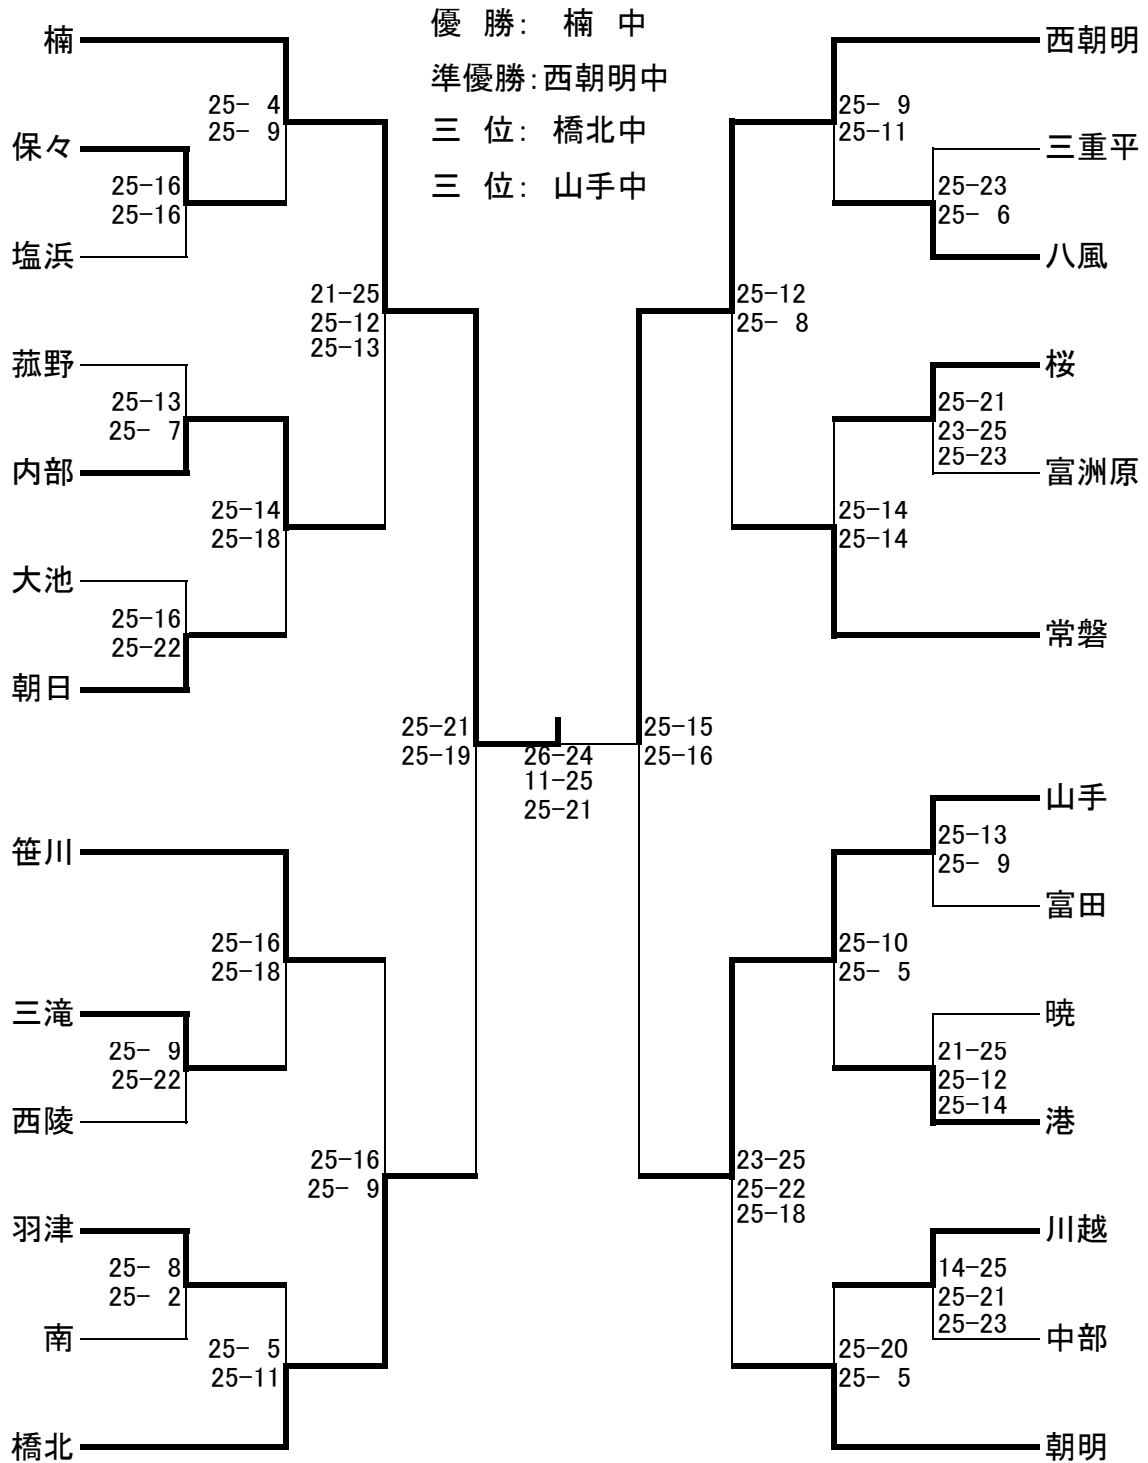 優 勝: 楠 中
準優勝:西朝明中
三 位: 橋北中
三 位: 山手中
楠
25- 4
25- 9
保々
25-16
25-16
塩浜
21-25
25-12
25-13
菰野
25-13
25- 7
内部
25-14
25-18
大池
25-16
25-22
朝日
25-21
25-19
笹川
25-16
25-18
三滝
25- 9
25-22
西陵
25-16
25- 9
羽津
25- 8
25- 2
南
25- 5
25-11
橋北
26-24
11-25
25-21
西朝明
25- 9
25-11
三重平
25-23
25- 6
八風
25-12
25- 8
桜
25-21
23-25
25-23
富洲原
25-14
25-14
常磐
25-15
25-16
山手
25-13
25- 9
富田
25-10
25- 5
暁
21-25
25-12
25-14
港
23-25
25-22
25-18
川越
14-25
25-21
25-23
中部
25-20
25- 5
朝明